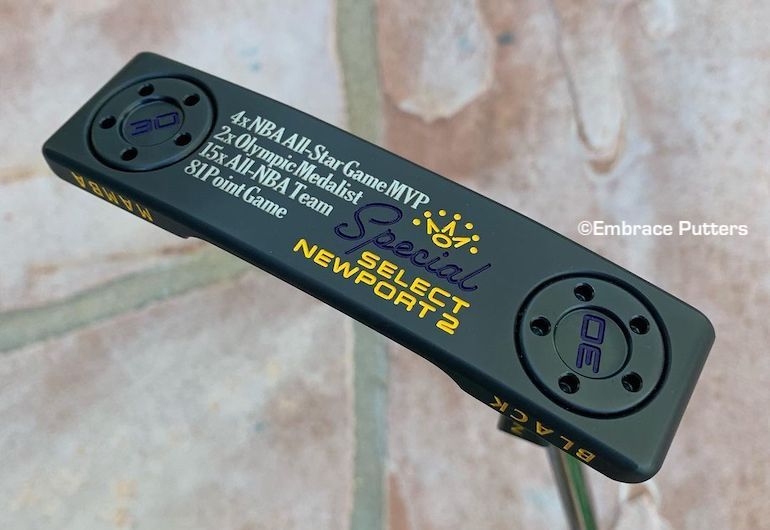 30
4x NBA All-Star Game MVP
2x Olympic Medalist
15x All-NBA Team
81 Point Game
Special
SELECT
NEWPORT 2
30
MAMBA
BLACK
©Embrace Putters